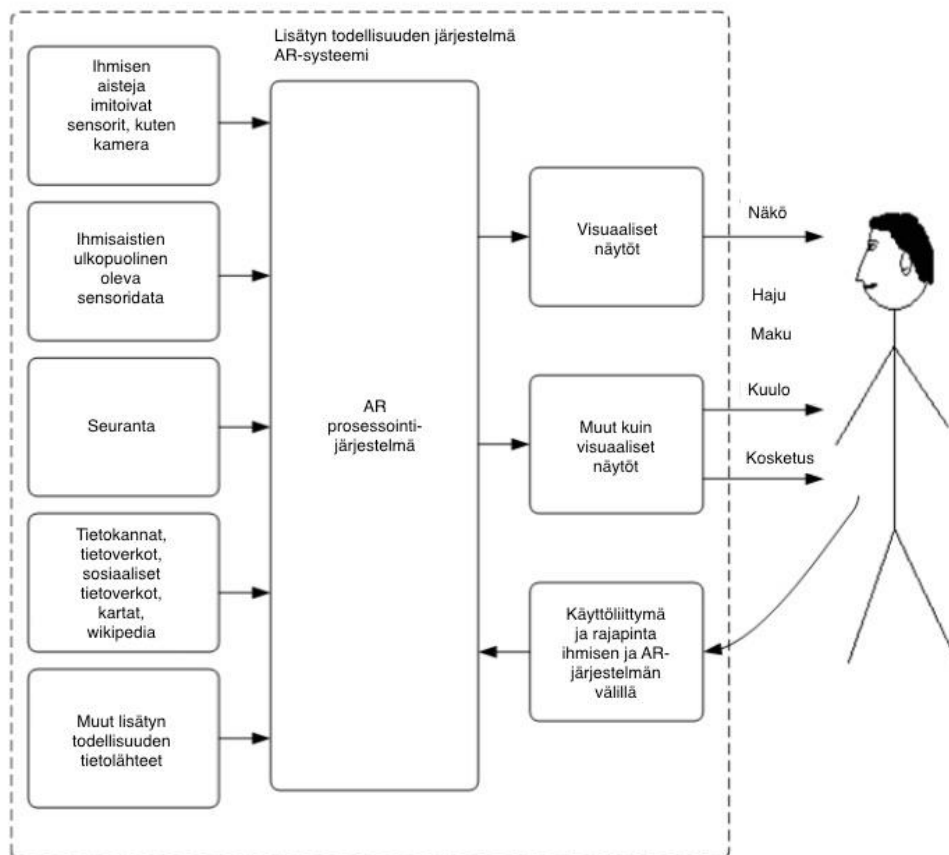 Lisätyn todellisuuden järjestelmä
AR-systeemi
Ihmisen
aisteja
imitoivat
sensorit, kuten
kamera
Ihmisaistien
ulkopuolinen
oleva
sensoridata
Seuranta
Tietokannat,
tietoverkot,
sosiaaliset
tietoverkot,
kartat,
wikipedia
Muut lisätyn
todellisuuden
tietolähteet
AR
prosessointi-
järjestelmä
Visuaaliset
näytöt
Muut kuin
visuaaliset
näytöt
Käyttöliittymä
ja rajapinta
ihmisen ja AR-
järjestelmän
välillä
Näkö
Haju
Maku
Kuulo
Kosketus